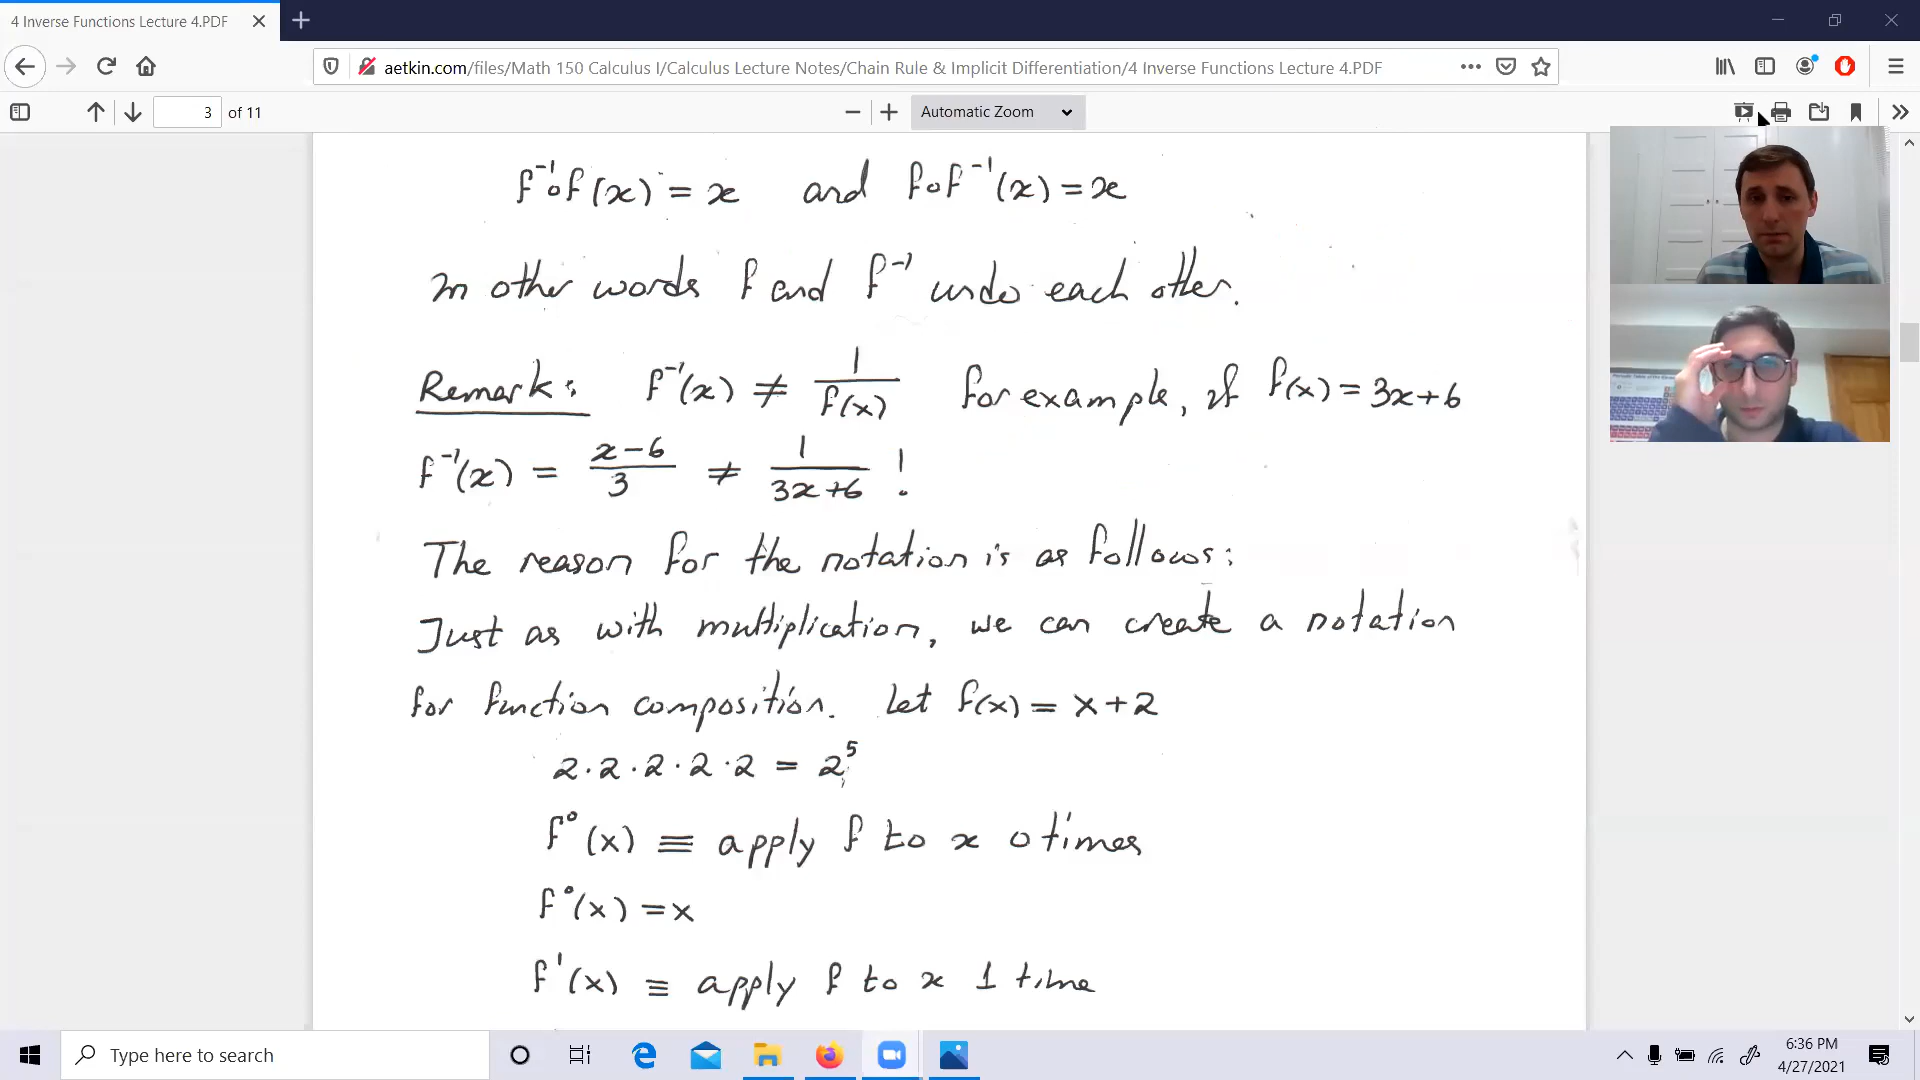 4 Inverse Functions Lecture 4.PDF
aetkin.com/files/Math 150 Calculus I/Calculus Lecture Notes/Chain Rule & Implicit Differentiation/4 Inverse Functions Lecture 4.PDF
3 of 11
Automatic Zoom
f⁻¹∘f(x) = x and f∘f⁻¹(x) = x
In other words f and f⁻¹ undo each other.
Remark: f⁻¹(x) ≠ 1/f(x) For example, if f(x) = 3x+6
f⁻¹(x) = (x-6)/3 ≠ 1/(3x+6) !
The reason for the notation is as follows:
Just as with multiplication, we can create a notation
for function composition. Let f(x) = x+2
2·2·2·2·2 = 2⁵
f⁰(x) ≡ apply f to x 0 times
f⁰(x) = x
f¹(x) ≡ apply f to x 1 time
Type here to search
6:36 PM
4/27/2021